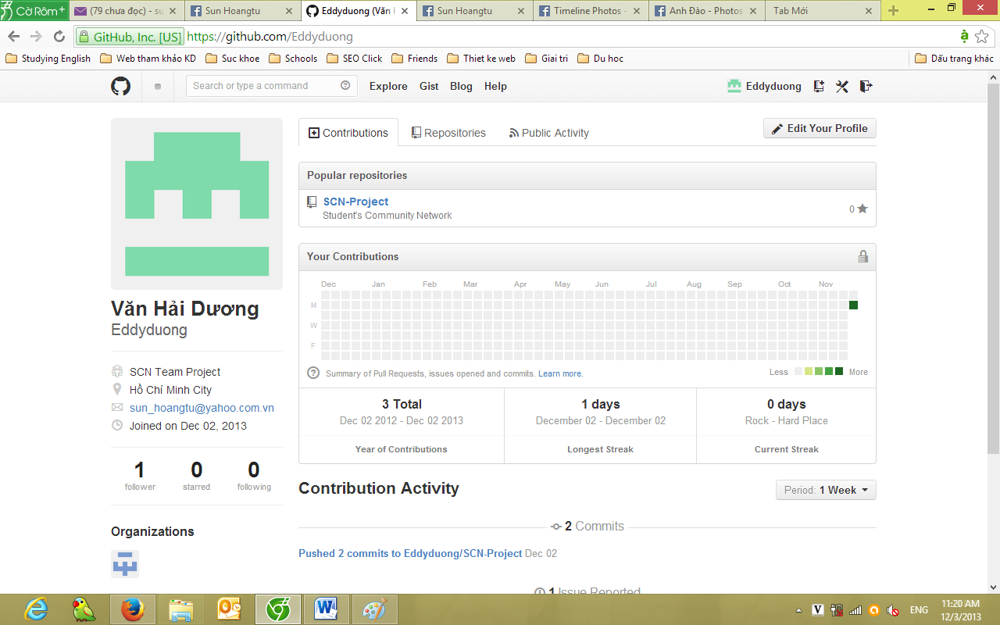 Cờ Rôm+
(79 chưa đọc) - su
Sun Hoangtu
Eddyduong (Văn H
Sun Hoangtu
Timeline Photos -
Anh Đào - Photos
Tab Mới
GitHub, Inc. [US] https://github.com/Eddyduong
Studying English
Web tham khảo KD
Suc khoe
Schools
SEO Click
Friends
Thiet ke web
Giai tri
Du hoc
Dấu trang khác
Search or type a command
Explore Gist Blog Help
Eddyduong
Contributions
Repositories
Public Activity
Edit Your Profile
Popular repositories
SCN-Project
Student's Community Network
0
Your Contributions
Dec Jan Feb Mar Apr May Jun Jul Aug Sep Oct Nov
M
W
F
Summary of Pull Requests, issues opened and commits. Learn more.
Less More
3 Total
Dec 02 2012 - Dec 02 2013
Year of Contributions
1 days
December 02 - December 02
Longest Streak
0 days
Rock - Hard Place
Current Streak
Văn Hải Dương
Eddyduong
SCN Team Project
Hồ Chí Minh City
sun_hoangtu@yahoo.com.vn
Joined on Dec 02, 2013
1 0 0
follower starred following
Organizations
Contribution Activity
Period: 1 Week
2 Commits
Pushed 2 commits to Eddyduong/SCN-Project Dec 02
1 Issue Reported
V
ENG
11:20 AM
12/3/2013